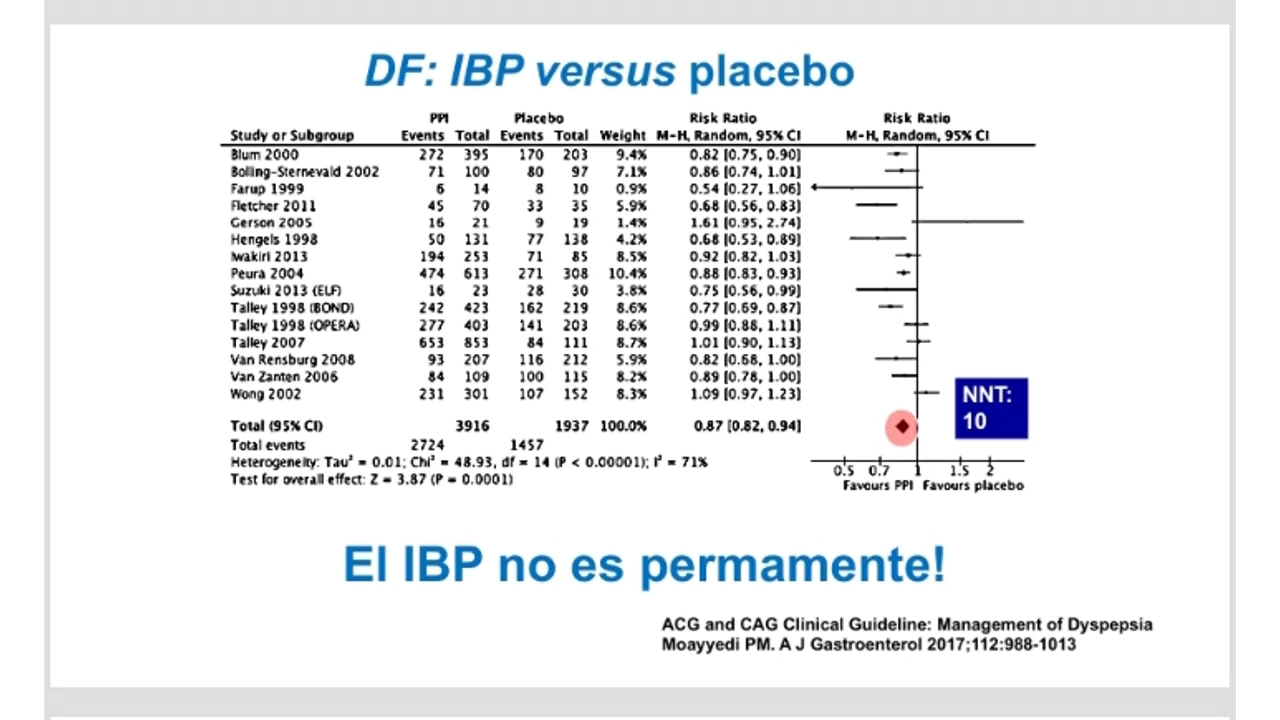 DF: IBP versus placebo
PPI Placebo Risk Ratio Risk Ratio
Study or Subgroup Events Total Events Total Weight M-H, Random, 95% CI M-H, Random, 95% CI
Blum 2000 272 395 170 203 9.4% 0.82 [0.75, 0.90]
Bolling-Sternevald 2002 71 100 80 97 7.1% 0.86 [0.74, 1.01]
Farup 1999 6 14 8 10 0.9% 0.54 [0.27, 1.06]
Fletcher 2011 45 70 33 35 5.9% 0.68 [0.56, 0.83]
Gerson 2005 16 21 9 19 1.4% 1.61 [0.95, 2.74]
Hengels 1998 50 131 77 138 4.2% 0.68 [0.53, 0.89]
Iwakiri 2013 194 253 71 85 8.5% 0.92 [0.82, 1.03]
Peura 2004 474 613 271 308 10.4% 0.88 [0.83, 0.93]
Suzuki 2013 (ELF) 16 23 28 30 3.8% 0.75 [0.56, 0.99]
Talley 1998 (BOND) 242 423 162 219 8.6% 0.77 [0.69, 0.87]
Talley 1998 (OPERA) 277 403 141 203 8.6% 0.99 [0.88, 1.11]
Talley 2007 653 853 84 111 8.7% 1.01 [0.90, 1.13]
Van Rensburg 2008 93 207 116 212 5.9% 0.82 [0.68, 1.00]
Van Zanten 2006 84 109 100 115 8.2% 0.89 [0.78, 1.00]
Wong 2002 231 301 107 152 8.3% 1.09 [0.97, 1.23]
NNT:
10
Total (95% CI) 3916 1937 100.0% 0.87 [0.82, 0.94]
Total events 2724 1457
Heterogeneity: Tau² = 0.01; Chi² = 48.93, df = 14 (P < 0.00001); I² = 71%
Test for overall effect: Z = 3.87 (P = 0.0001)
0.5 0.7 1 1.5 2
Favours PPI Favours placebo
El IBP no es permamente!
ACG and CAG Clinical Guideline: Management of Dyspepsia
Moayyedi PM. A J Gastroenterol 2017;112:988-1013